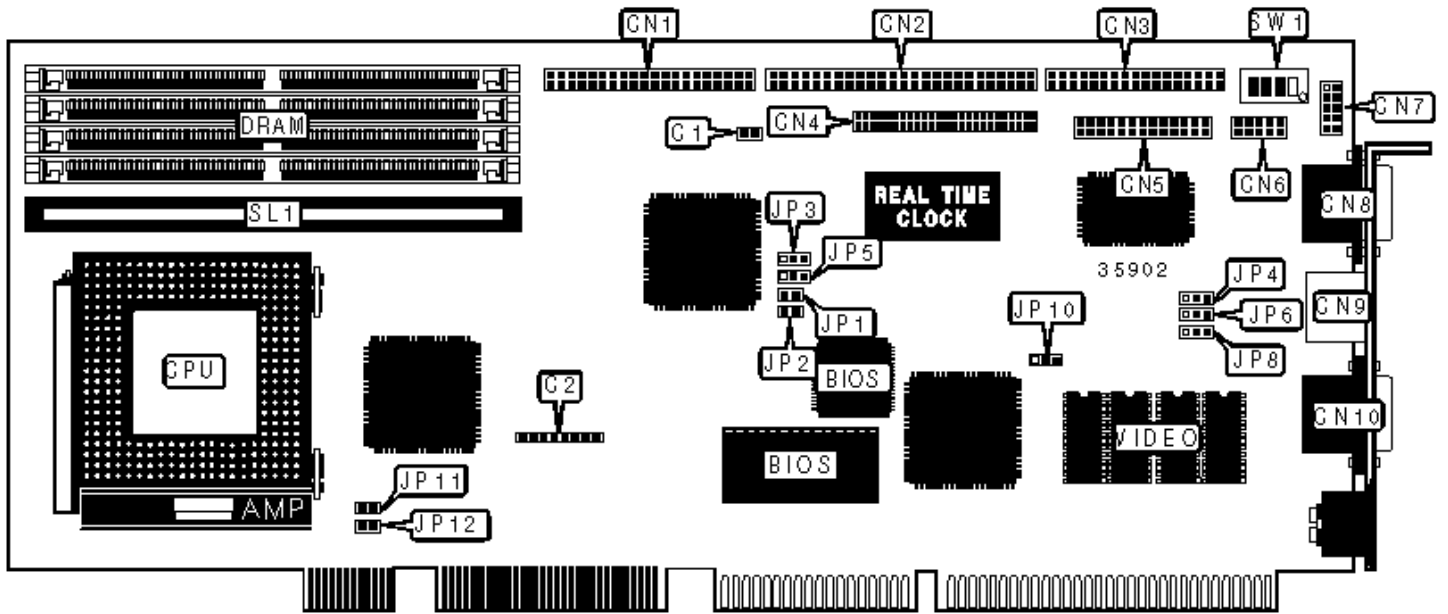 CN1
CN2
CN3
SW1
CN7
DRAM
C1
CN4
CN5
CN6
SL1
JP3
REAL TIME
CLOCK
CN8
JP5
35902
JP4
CN9
JP10
JP6
JP1
JP8
JP2
CPU
BIOS
C2
CN10
VIDEO
BIOS
JP11
AMP
JP12